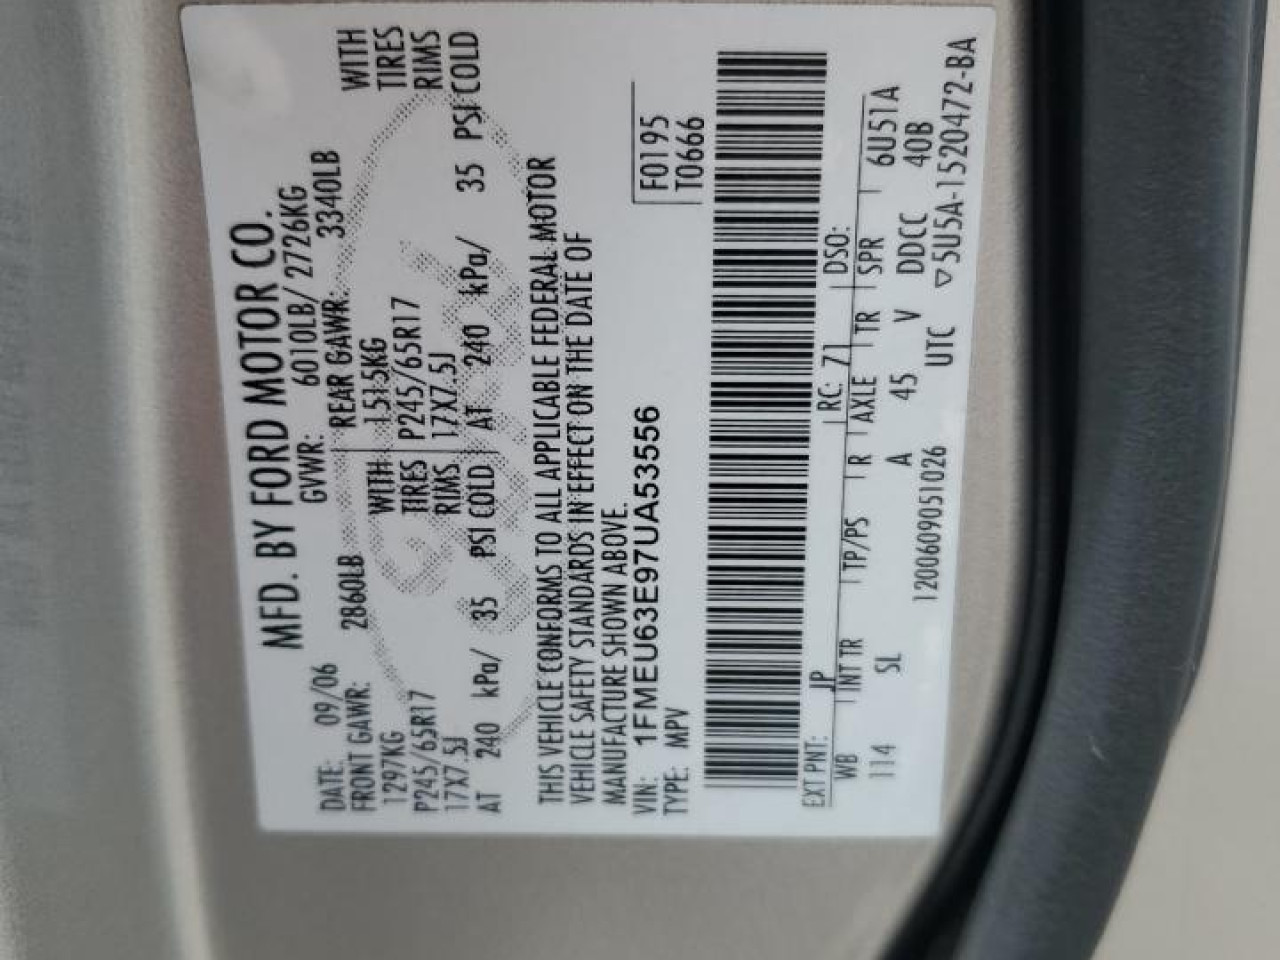 MFD. BY FORD MOTOR CO.
DATE: 09/06 GVWR: 6010LB/ 2726KG
FRONT GAWR: 2860LB REAR GAWR: 3340LB
1297KG WITH 1515KG WITH
P245/65R17 TIRES P245/65R17 TIRES
17X7.5J RIMS 17X7.5J RIMS
AT 240 kPa/ 35 PSI COLD AT 240 kPa/ 35 PSI COLD
THIS VEHICLE CONFORMS TO ALL APPLICABLE FEDERAL MOTOR
VEHICLE SAFETY STANDARDS IN EFFECT ON THE DATE OF
MANUFACTURE SHOWN ABOVE.
VIN: 1FMEU63E97UA53556 F0195
TYPE: MPV T0666
EXT PNT: JP RC: 71 DSO:
WB INT TR TP/PS R AXLE TR SPR 6U51A
114 SL A 45 V DDCC 40B
1200609051026 UTC ▽5U5A-1520472-BA